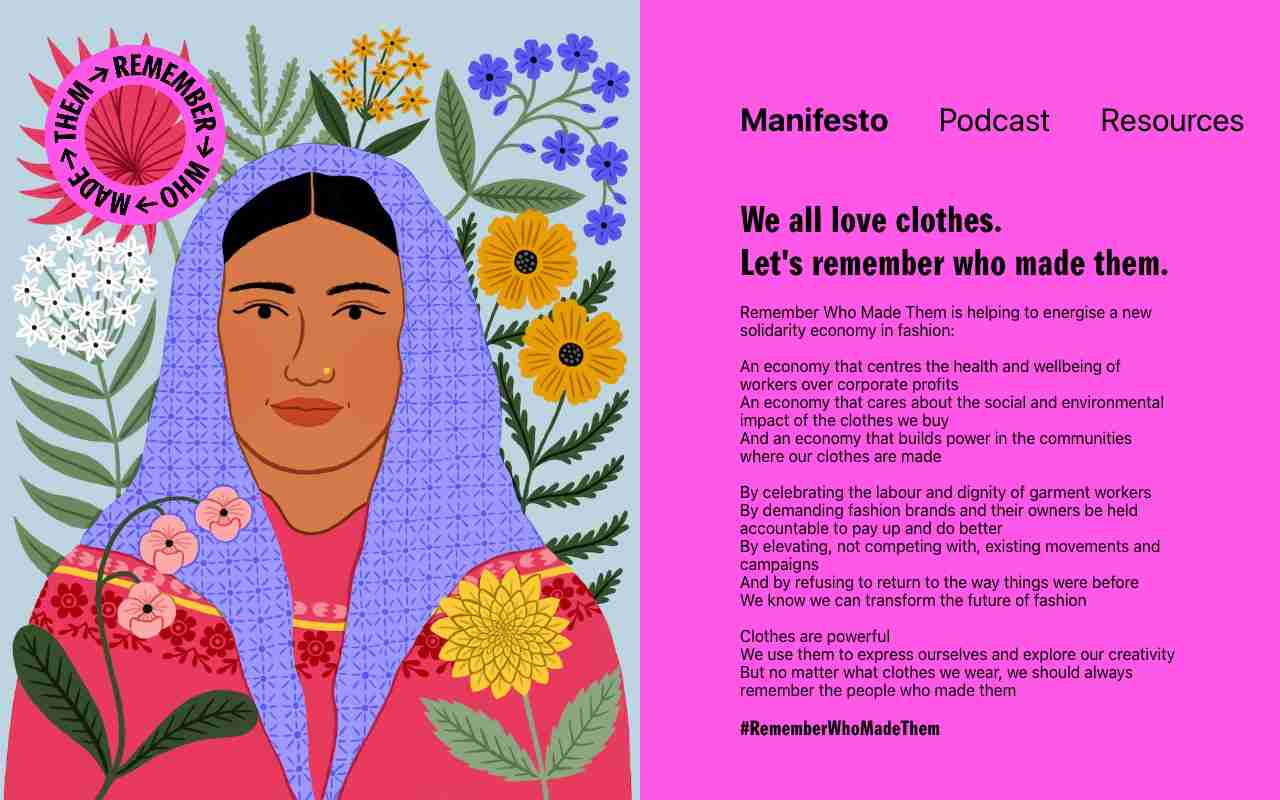 REMEMBER → WHO → MADE → THEM →
Manifesto Podcast Resources
We all love clothes.
Let's remember who made them.
Remember Who Made Them is helping to energise a new
solidarity economy in fashion:
An economy that centres the health and wellbeing of
workers over corporate profits
An economy that cares about the social and environmental
impact of the clothes we buy
And an economy that builds power in the communities
where our clothes are made
By celebrating the labour and dignity of garment workers
By demanding fashion brands and their owners be held
accountable to pay up and do better
By elevating, not competing with, existing movements and
campaigns
And by refusing to return to the way things were before
We know we can transform the future of fashion
Clothes are powerful
We use them to express ourselves and explore our creativity
But no matter what clothes we wear, we should always
remember the people who made them
#RememberWhoMadeThem